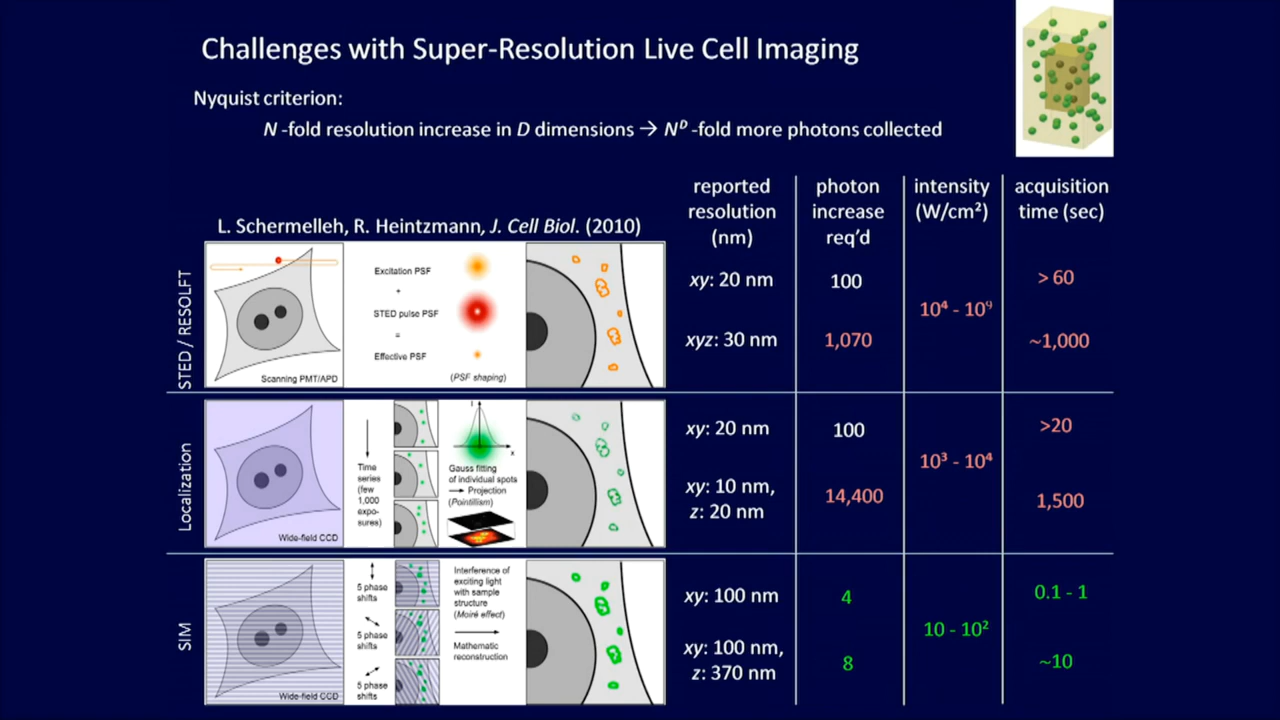 Challenges with Super-Resolution Live Cell Imaging
Nyquist criterion:
N -fold resolution increase in D dimensions → Nᴰ -fold more photons collected
L. Schermelleh, R. Heintzmann, J. Cell Biol. (2010)
reported
resolution
(nm)
photon
increase
req’d
intensity
(W/cm²)
acquisition
time (sec)
STED / RESOLFT
Scanning PMT/APD
Excitation PSF
+
STED pulse PSF
=
Effective PSF
(PSF shaping)
xy: 20 nm
100
10⁴ - 10⁹
> 60
xyz: 30 nm
1,070
~1,000
Localization
Wide-field CCD
Time
series
(few
1,000
expo-
sures)
I
x
Gauss fitting
of individual spots
→ Projection
(Pointillism)
xy: 20 nm
100
10³ - 10⁴
>20
xy: 10 nm,
z: 20 nm
14,400
1,500
SIM
Wide-field CCD
5 phase
shifts
5 phase
shifts
5 phase
shifts
Interference of
exciting light
with sample
structure
(Moiré effect)
Mathematic
reconstruction
xy: 100 nm
4
10 - 10²
0.1 - 1
xy: 100 nm,
z: 370 nm
8
~10